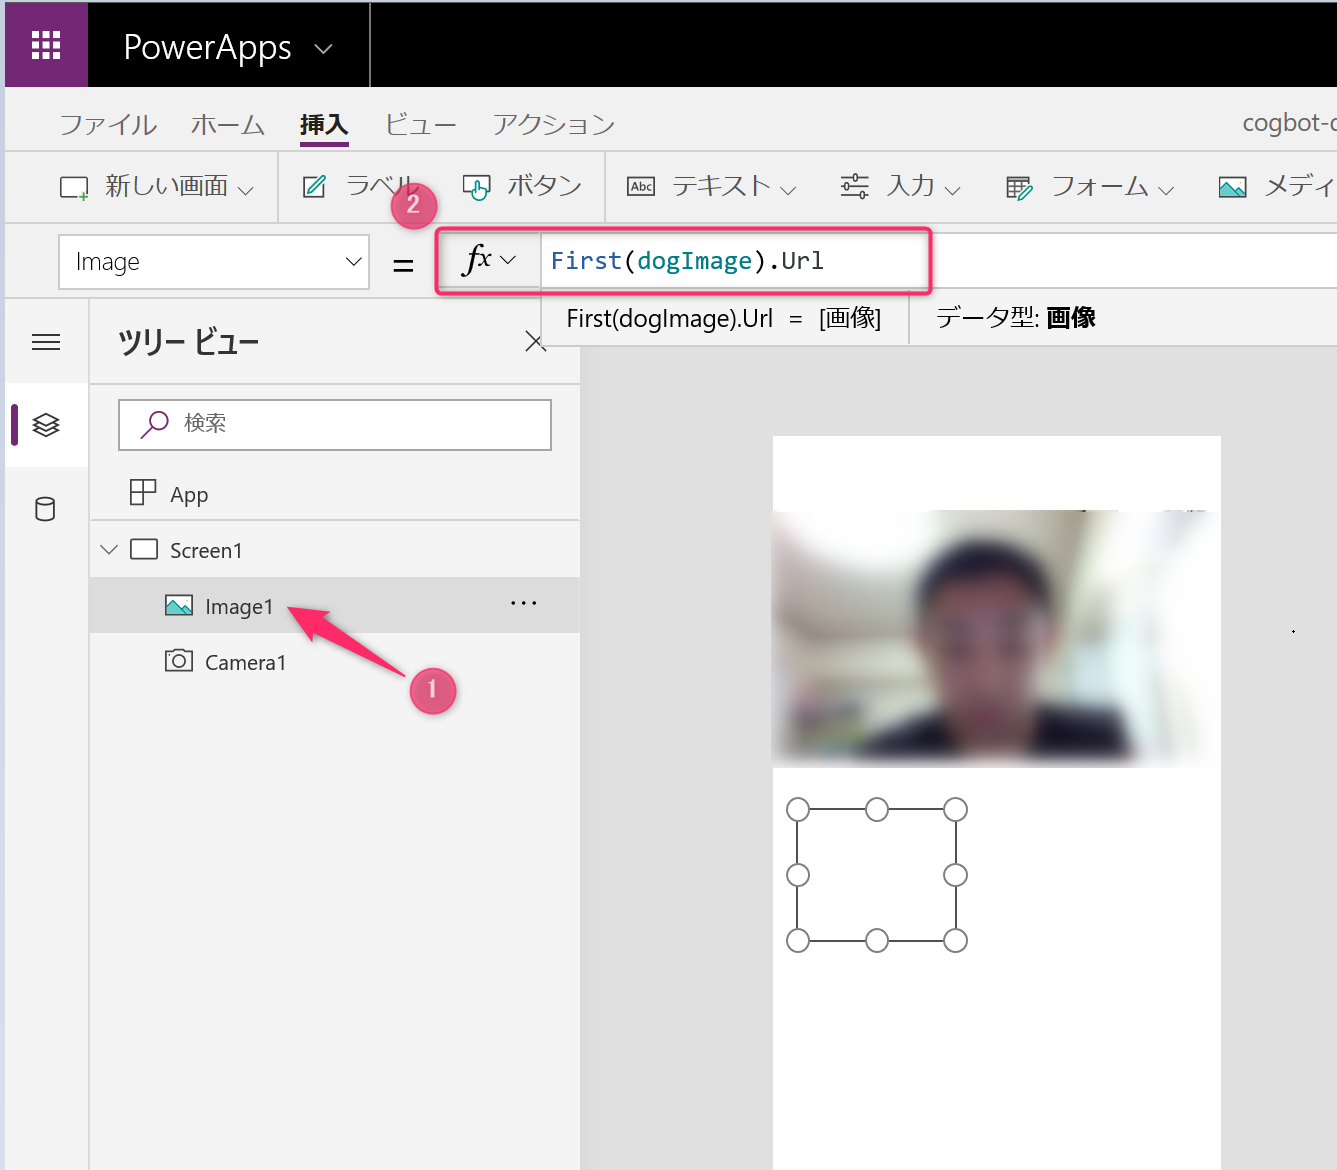 PowerApps
ファイル ホーム 挿入 ビュー アクション cogbot-
新しい画面 ラベル ボタン Abc テキスト 入力 フォーム メディ
2
Image = fx First(dogImage).Url
First(dogImage).Url = [画像] データ型: 画像
ツリー ビュー
検索
App
Screen1
Image1 ...
Camera1
1